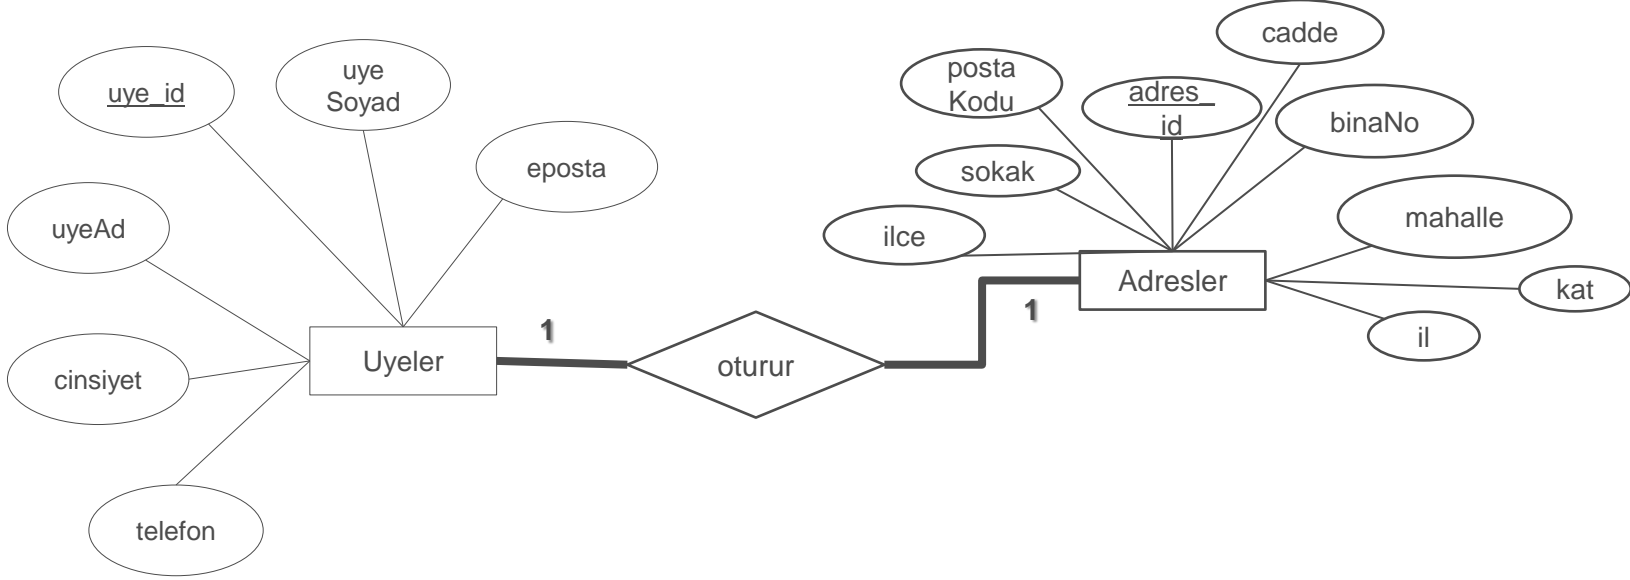 cadde
uye_id
uye
Soyad
posta
Kodu
adres_
id
binaNo
eposta
sokak
uyeAd
ilce
mahalle
Adresler
kat
1
1
il
Uyeler
oturur
cinsiyet
telefon